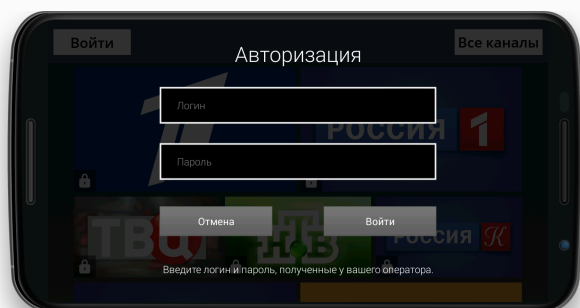 Войти
Все каналы
Авторизация
Логин
РОССИЯ 1
Пароль
Отмена
Войти
ТВЦ
НТВ
РОССИЯ К
Введите логин и пароль, полученные у вашего оператора.